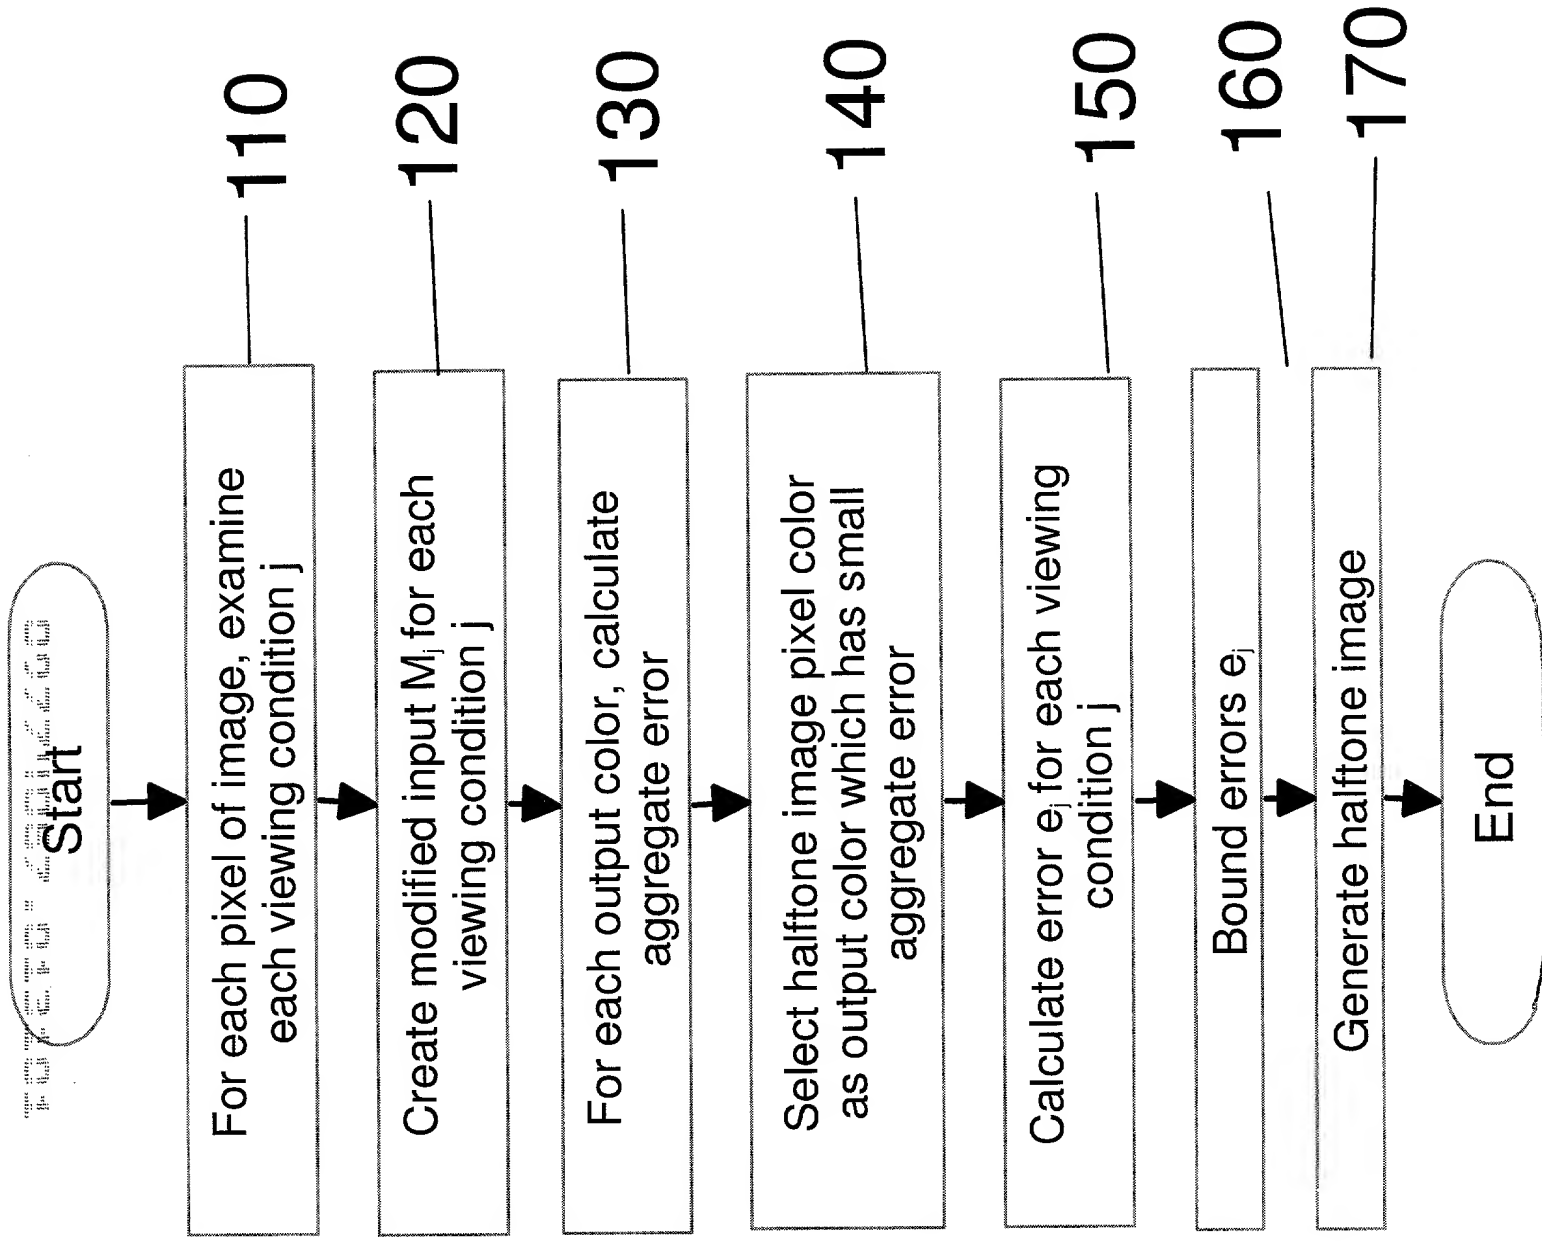 Start
For each pixel of image, examine
each viewing condition j
110
Create modified input Mj for each
viewing condition j
120
For each output color, calculate
aggregate error
130
Select halftone image pixel color
as output color which has small
aggregate error
140
Calculate error ej for each viewing
condition j
150
Bound errors ej
160
Generate halftone image
170
End